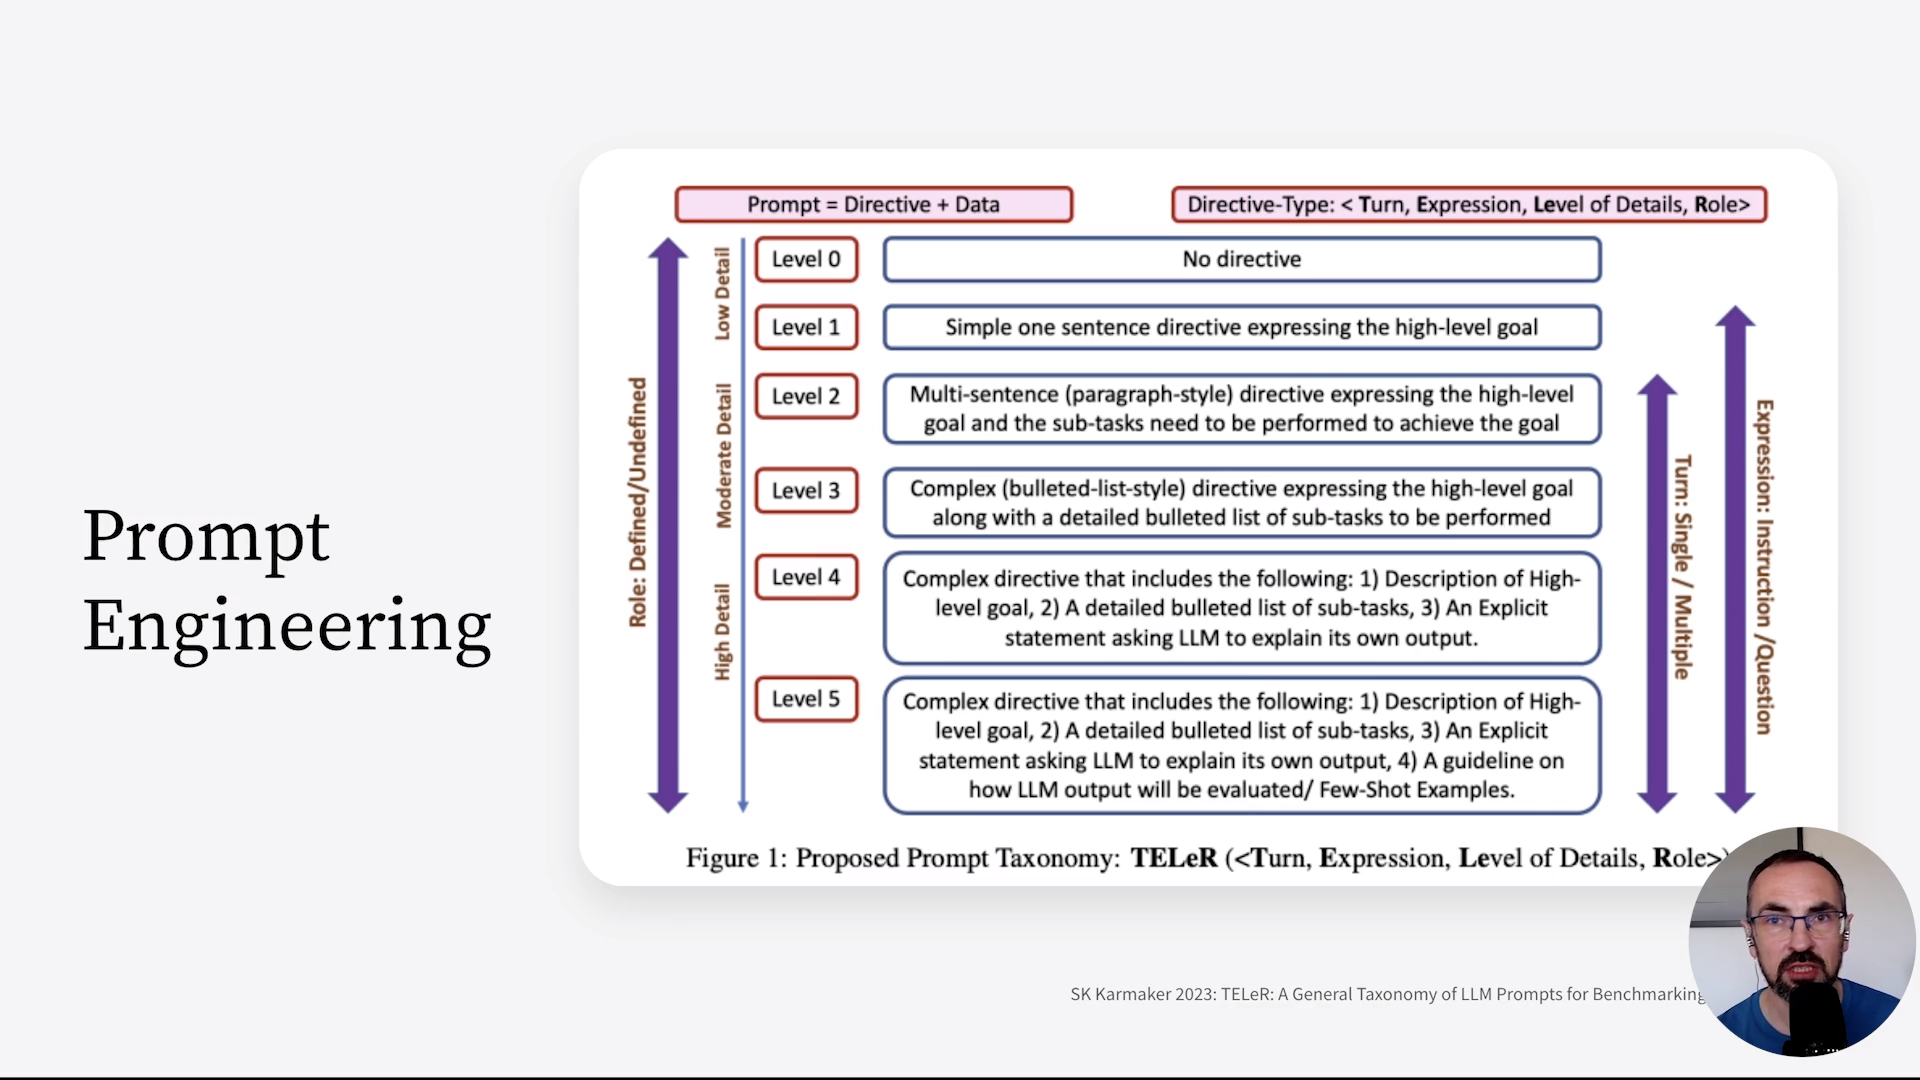 Prompt
Engineering
Prompt = Directive + Data
Directive-Type: < Turn, Expression, Level of Details, Role>
Role: Defined/Undefined
Low Detail
Moderate Detail
High Detail
Level 0
No directive
Level 1
Simple one sentence directive expressing the high-level goal
Level 2
Multi-sentence (paragraph-style) directive expressing the high-level
goal and the sub-tasks need to be performed to achieve the goal
Level 3
Complex (bulleted-list-style) directive expressing the high-level goal
along with a detailed bulleted list of sub-tasks to be performed
Level 4
Complex directive that includes the following: 1) Description of High-
level goal, 2) A detailed bulleted list of sub-tasks, 3) An Explicit
statement asking LLM to explain its own output.
Level 5
Complex directive that includes the following: 1) Description of High-
level goal, 2) A detailed bulleted list of sub-tasks, 3) An Explicit
statement asking LLM to explain its own output, 4) A guideline on
how LLM output will be evaluated/ Few-Shot Examples.
Turn: Single / Multiple
Expression: Instruction /Question
Figure 1: Proposed Prompt Taxonomy: TELeR (<Turn, Expression, Level of Details, Role>)
SK Karmaker 2023: TELeR: A General Taxonomy of LLM Prompts for Benchmarking